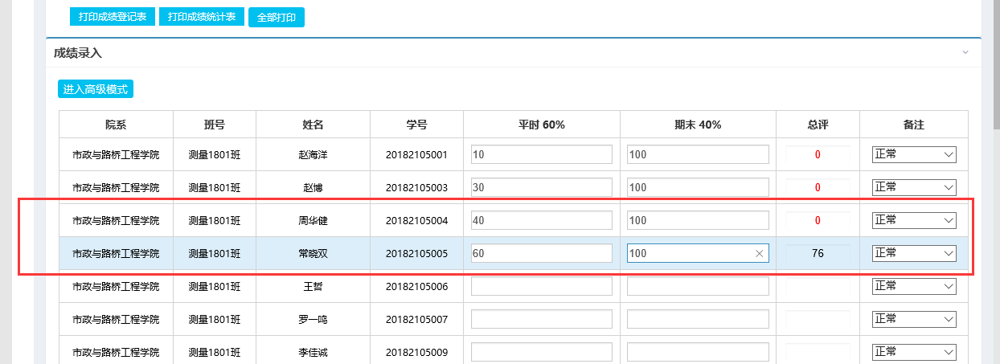 打印成绩登记表 打印成绩统计表 全部打印
成绩录入
进入高级模式
院系 班号 姓名 学号 平时 60% 期末 40% 总评 备注
市政与路桥工程学院 测量1801班 赵海洋 20182105001 10 100 0 正常
市政与路桥工程学院 测量1801班 赵博 20182105003 30 100 0 正常
市政与路桥工程学院 测量1801班 周华健 20182105004 40 100 0 正常
市政与路桥工程学院 测量1801班 常晓双 20182105005 60 100 76 正常
市政与路桥工程学院 测量1801班 王哲 20182105006 正常
市政与路桥工程学院 测量1801班 罗一鸣 20182105007 正常
市政与路桥工程学院 测量1801班 李佳诚 20182105009 正常